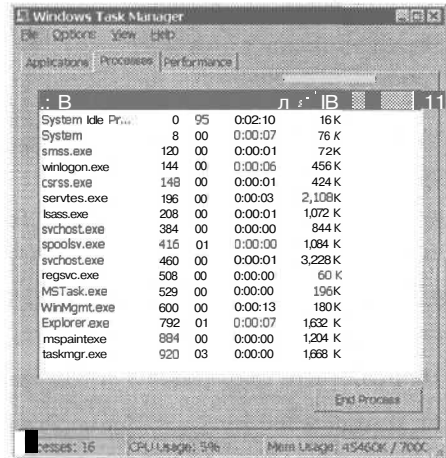 Windows Task Manager
File Options View Help
Applications Processes Performance
.: B л s IB 11
System Idle Pr... 0 95 0:02:10 16 K
System 8 00 0:00:07 76 K
smss.exe 120 00 0:00:01 72K
winlogon.exe 144 00 0:00:06 456 K
csrss.exe 148 00 0:00:01 424 K
servtes.exe 196 00 0:00:03 2,108K
lsass.exe 208 00 0:00:01 1,072 K
svchost.exe 384 00 0:00:00 844 K
spoolsv.exe 416 01 0:00:00 1,084 K
svchost.exe 460 00 0:00:01 3,228 K
regsvc.exe 508 00 0:00:00 60 K
MSTask.exe 529 00 0:00:00 196K
WinMgmt.exe 600 00 0:00:13 180 K
Explorer.exe 792 01 0:00:07 1,632 K
mspaintexe 884 00 0:00:00 1,204 K
taskmgr.exe 920 03 0:00:00 1,668 K
End Process
cesses: 16 CPU Usage: 5% Mem Usage: 45460K / 700C